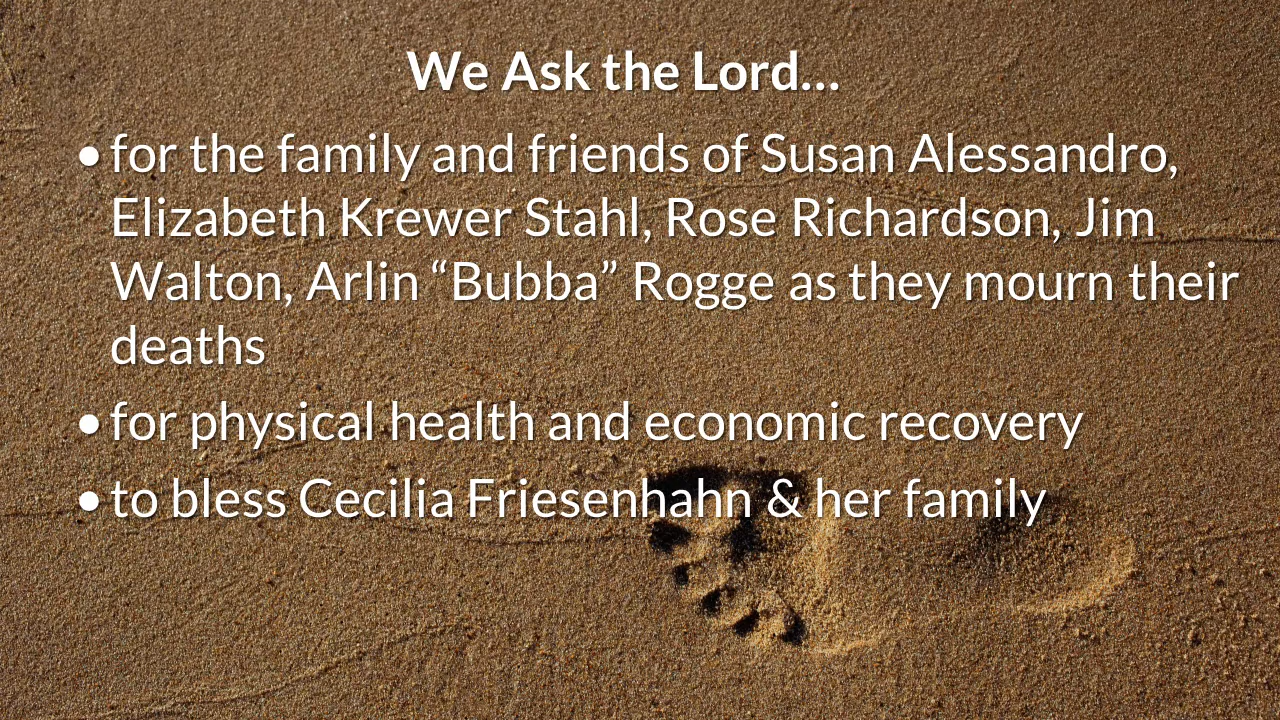 We Ask the Lord...
• for the family and friends of Susan Alessandro,
Elizabeth Krewer Stahl, Rose Richardson, Jim
Walton, Arlin “Bubba” Rogge as they mourn their
deaths
• for physical health and economic recovery
• to bless Cecilia Friesenhahn & her family